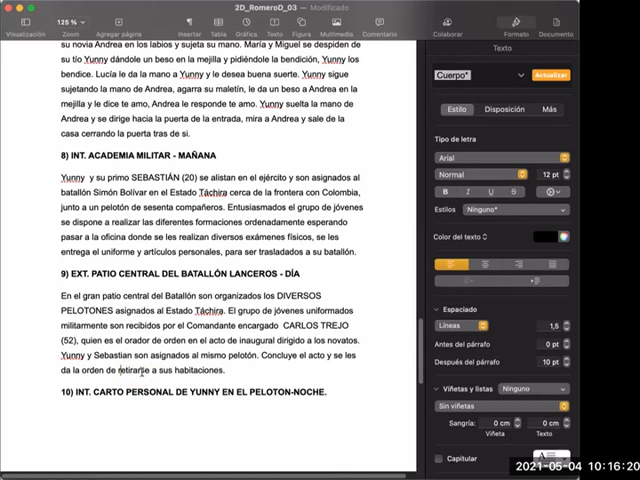 2D_RomeroD_03 — Modificado
125 %
Visualización
Agregar página
Insertar
Tabla
Gráfica
Texto
Figura
Multimedia
Comentario
Colaborar
Formato
Documento
su novia Andrea en los labios y sujeta su mano. María y Miguel se despiden de
su tío Yunny dándole un beso en la mejilla y pidiéndole la bendición, Yunny los
bendice. Lucía le da la mano a Yunny y le desea buena suerte. Yunny sigue
sujetando la mano de Andrea, agarra su maletín, le da un beso a Andrea en la
mejilla y le dice te amo, Andrea le responde te amo. Yunny suelta la mano de
Andrea y se dirige hacia la puerta de la entrada, mira a Andrea y sale de la
casa cerrando la puerta tras de si.
8) INT. ACADEMIA MILITAR - MAÑANA
Yunny y su primo SEBASTIÁN (20) se alistan en el ejército y son asignados al
batallón Simón Bolívar en el Estado Táchira cerca de la frontera con Colombia,
junto a un pelotón de sesenta compañeros. Entusiasmados el grupo de jóvenes
se dispone a realizar las diferentes formaciones ordenadamente esperando
pasar a la oficina donde se les realizan diversos exámenes físicos, se les
entrega el uniforme y artículos personales, para ser trasladados a su batallón.
9) EXT. PATIO CENTRAL DEL BATALLÓN LANCEROS - DÍA
En el gran patio central del Batallón son organizados los DIVERSOS
PELOTONES asignados al Estado Táchira. El grupo de jóvenes uniformados
militarmente son recibidos por el Comandante encargado CARLOS TREJO
(52), quien es el orador de orden en el acto de inaugural dirigido a los novatos.
Yunny y Sebastian son asignados al mismo pelotón. Concluye el acto y se les
da la orden de retirarse a sus habitaciones.
10) INT. CARTO PERSONAL DE YUNNY EN EL PELOTON-NOCHE.
Texto
Cuerpo*
Actualizar
Estilo
Disposición
Más
Tipo de letra
Arial
Normal
12 pt
B I U S
Estilos
Ninguno*
Color del texto
Espaciado
Líneas
1,5
Antes del párrafo
0 pt
Después del párrafo
10 pt
Viñetas y listas
Ninguno
Sin viñetas
Sangría:
0 cm
0 cm
Viñeta
Texto
Capitular
2021-05-04 10:16:20